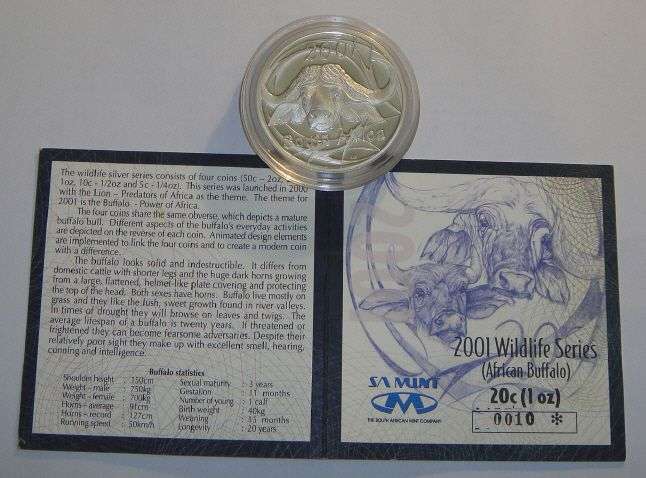 2001
South Africa
The wildlife silver series consists of four coins (50c – 2oz,
1oz, 10c - 1/2oz and 5c - 1/4oz). This series was launched in 2000
with the Lion – Predators of Africa as the theme. The theme for
2001 is the Buffalo - Power of Africa.
The four coins share the same obverse, which depicts a mature
buffalo bull. Different aspects of the buffalo's everyday activities
are depicted on the reverse of each coin. Animated design elements
are implemented to link the four coins and to create a modern coin
with a difference.
The buffalo looks solid and indestructible. It differs from
domestic cattle with shorter legs and the huge dark horns growing
from a large, flattened, helmet-like plate covering and protecting
the top of the head. Both sexes have horns. Buffalo live mostly on
grass and they like the lush, sweet growth found in river valleys.
In times of drought they will browse on leaves and twigs. The
average lifespan of a buffalo is twenty years. If threatened or
frightened they can become fearsome adversaries. Despite their
relatively poor sight they make up with excellent smell, hearing,
cunning and intelligence.
Buffalo statistics
Shoulder height : 150cm
Weight – male : 750kg
Weight – female : 700kg
Horns – average : 91cm
Horns – record : 127cm
Running speed : 50km/h
Sexual maturity : 3 years
Gestation : 11 months
Number of young : 1 calf
Birth weight : 40kg
Weaning : 15 months
Longevity : 20 years
2001 Wildlife Series
(African Buffalo)
20c (1 oz)
0010 *
SA MINT
THE SOUTH AFRICAN MINT COMPANY